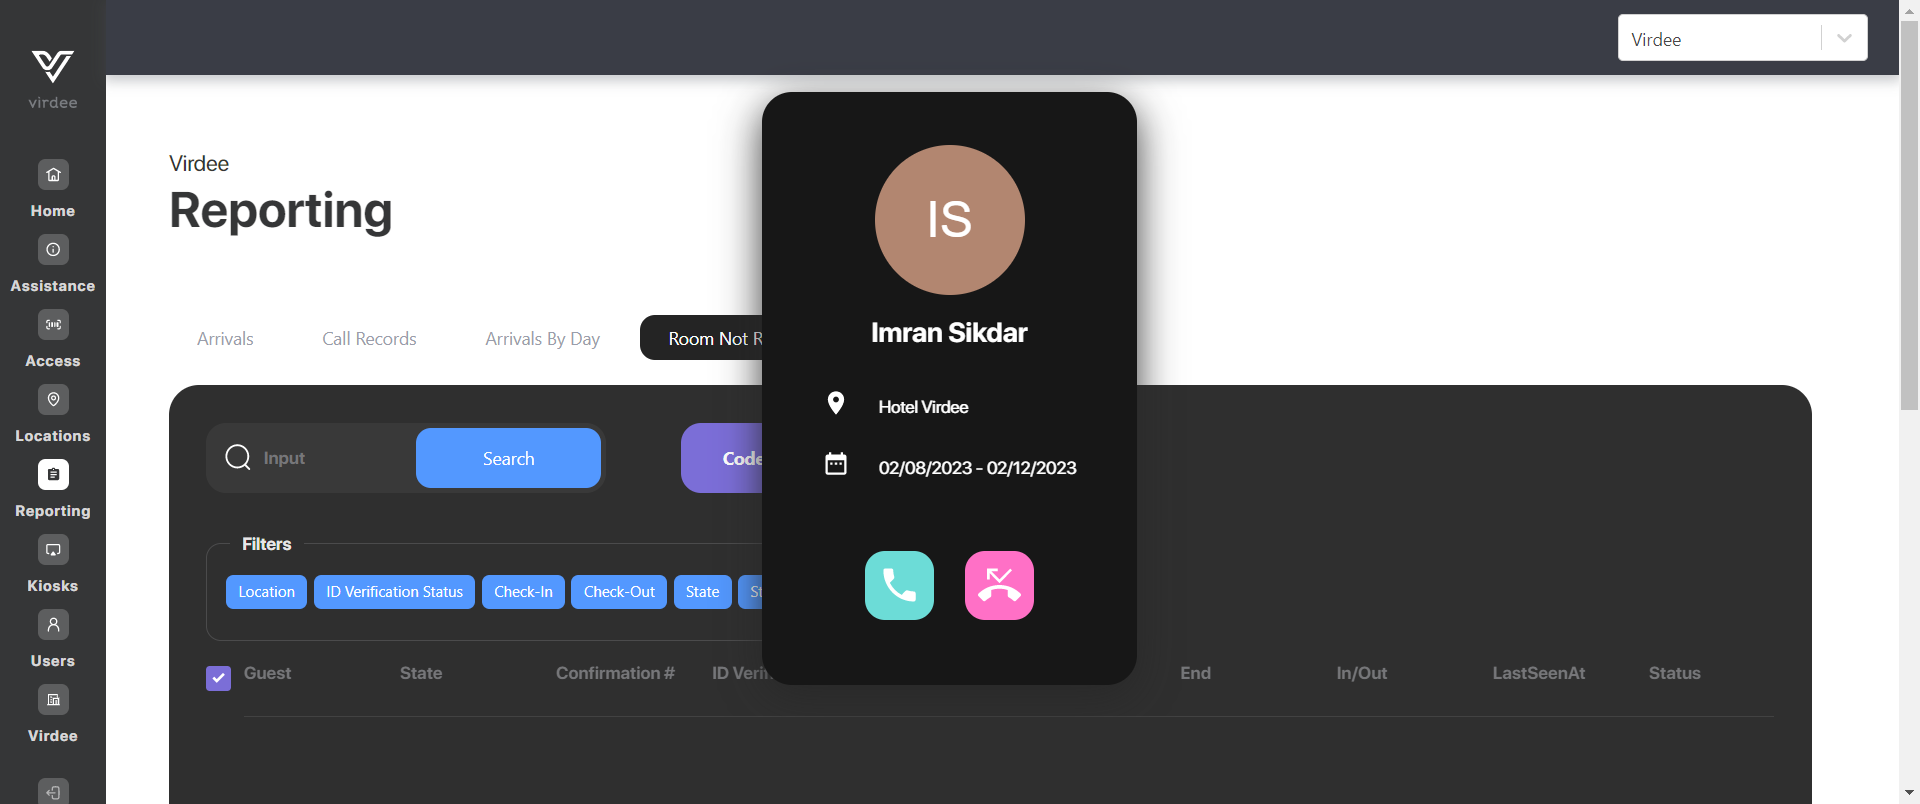 virdee
Home
Assistance
Access
Locations
Reporting
Kiosks
Users
Virdee
Virdee
Virdee
Reporting
Arrivals
Call Records
Arrivals By Day
Room Not R
Input
Search
Code
Filters
Location
ID Verification Status
Check-In
Check-Out
State
St
Guest
State
Confirmation #
ID Verif
End
In/Out
LastSeenAt
Status
IS
Imran Sikdar
Hotel Virdee
02/08/2023 - 02/12/2023